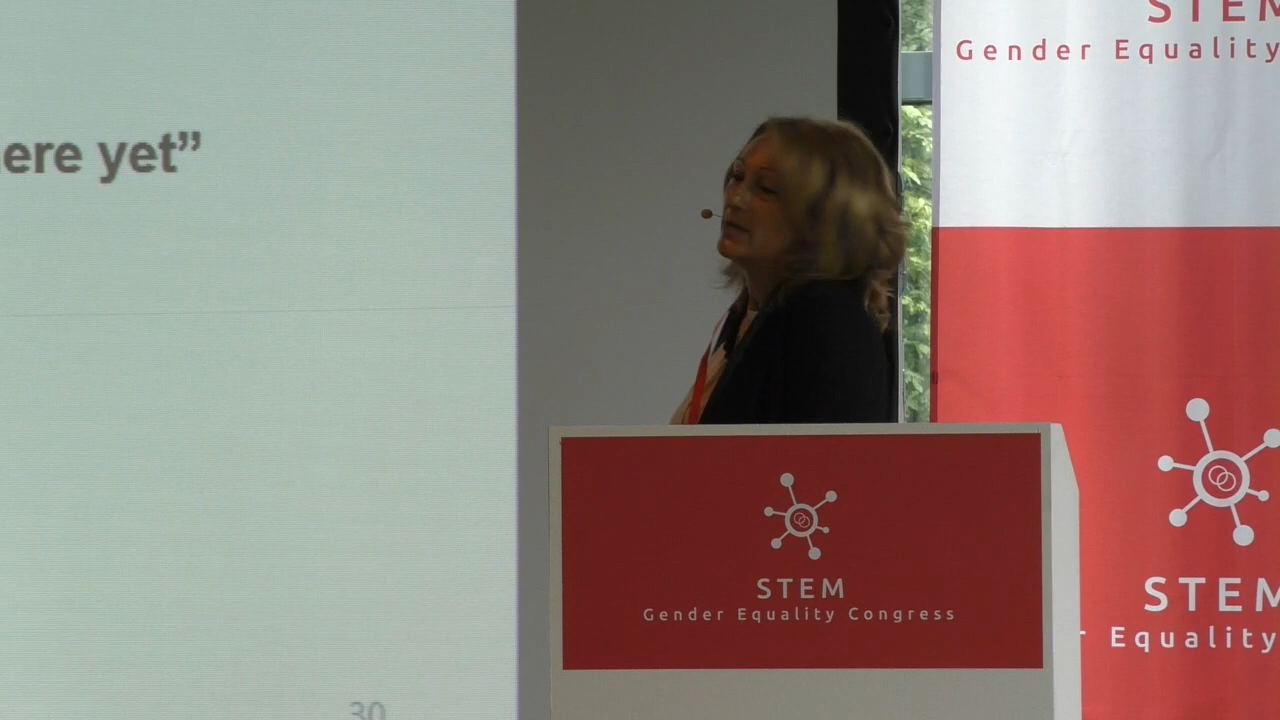 ere yet”
30
STEM
Gender Equality Congress
STEM
Gender Equality
STEM
Equality